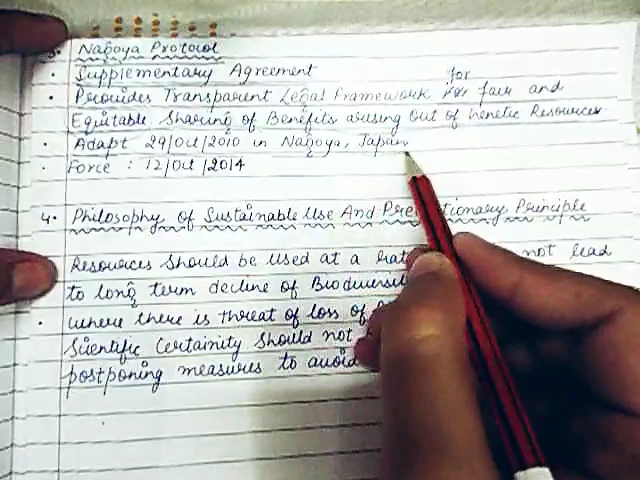 3. Nagoya Protocol
• Supplementary Agreement
• Provides Transparent Legal Framework for fair and
Equitable Sharing of Benefits arising out of Genetic Resources
• Adapt 29/Oct/2010 in Nagoya, Japan
• Force : 12/Oct/2014
4. Philosophy of Sustainable Use And Principle
Resources should be used at a not lead
to long term decline of
• where there is threat of loss of
Scientific Certainity should not
postponing measures to avoid